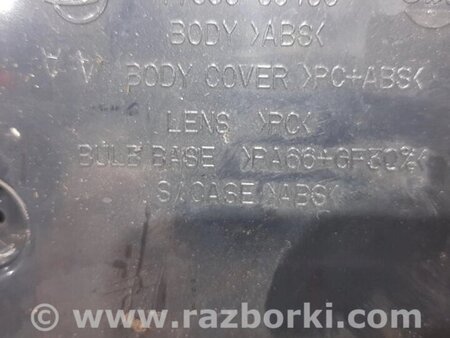 BODY >ABS<
BODY COVER >PC+ABS<
LENS >PC<
BULB BASE >PA66+GF30%<
S/CASE >ABS<
www.razborki.com